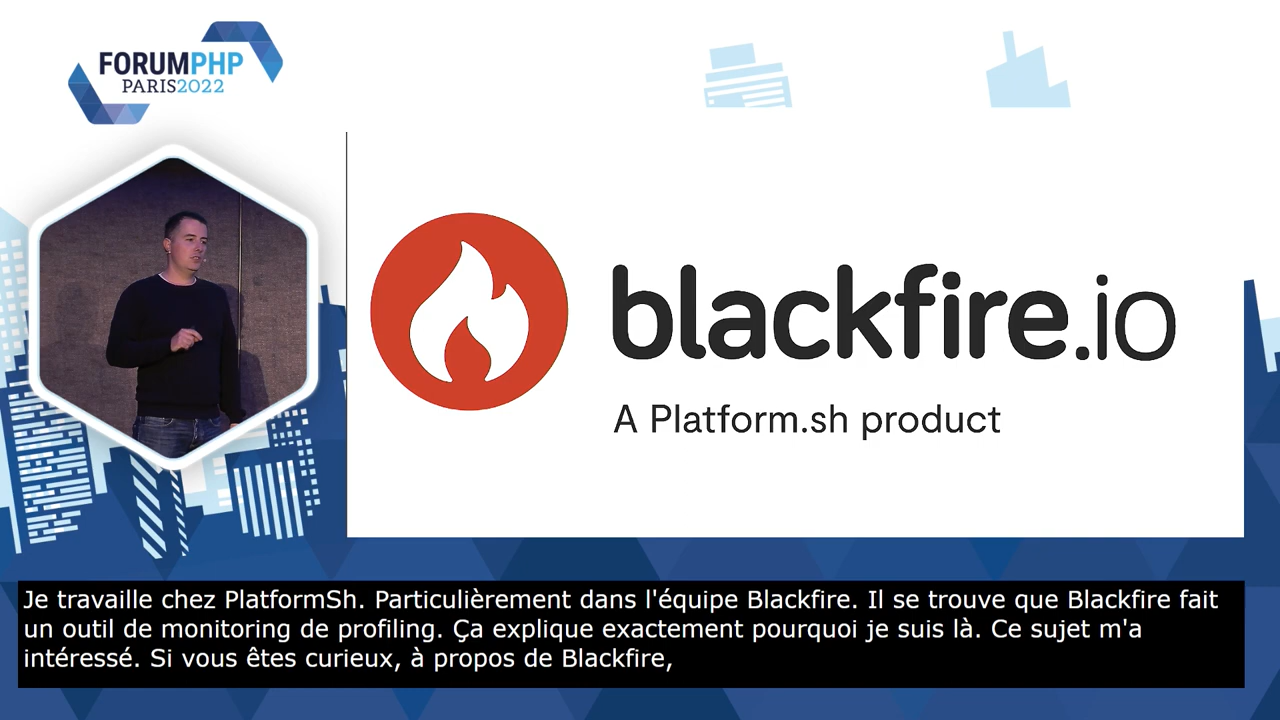 FORUMPHP
PARIS2022
blackfire.io
A Platform.sh product
Je travaille chez PlatformSh. Particulièrement dans l'équipe Blackfire. Il se trouve que Blackfire fait
un outil de monitoring de profiling. Ça explique exactement pourquoi je suis là. Ce sujet m'a
intéressé. Si vous êtes curieux, à propos de Blackfire,